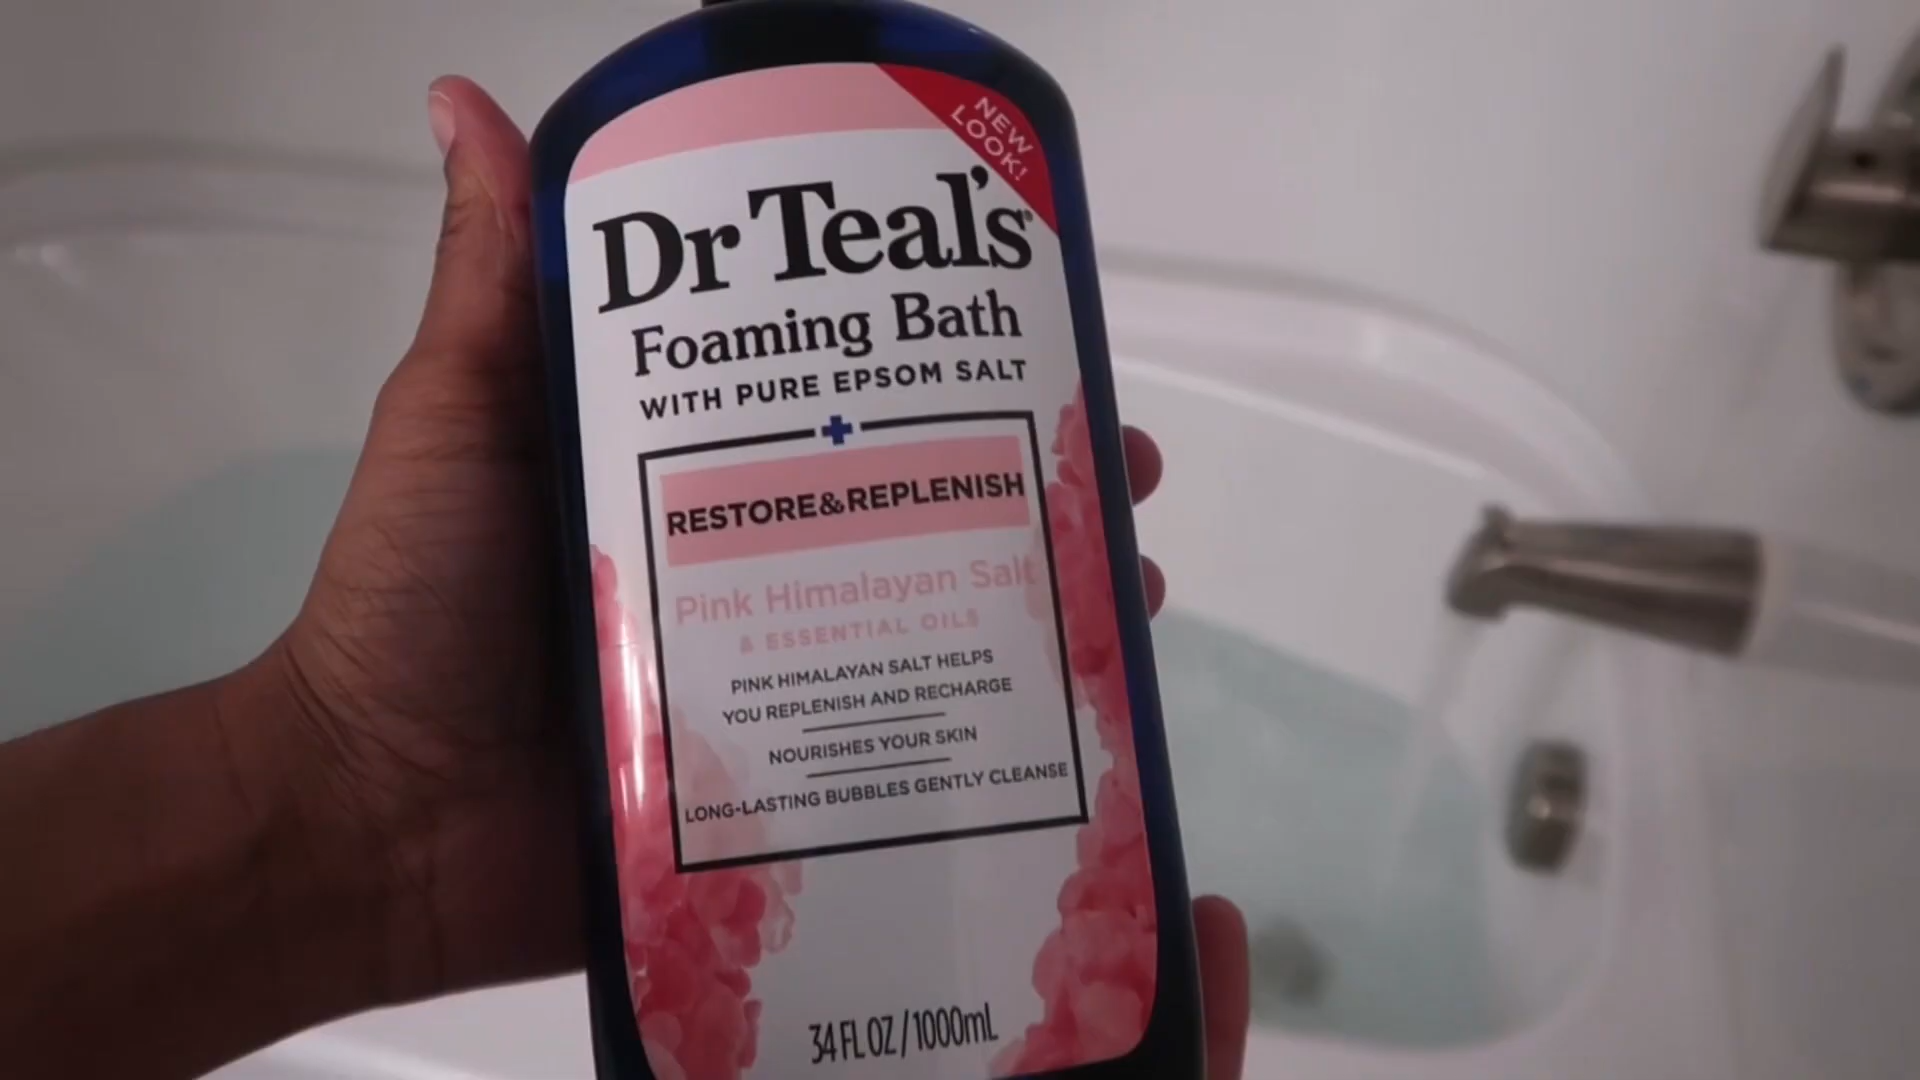 NEW
LOOK!
Dr Teal's®
Foaming Bath
WITH PURE EPSOM SALT
RESTORE&REPLENISH
Pink Himalayan Salt
& ESSENTIAL OILS
PINK HIMALAYAN SALT HELPS
YOU REPLENISH AND RECHARGE
NOURISHES YOUR SKIN
LONG-LASTING BUBBLES GENTLY CLEANSE
34 FL OZ / 1000mL